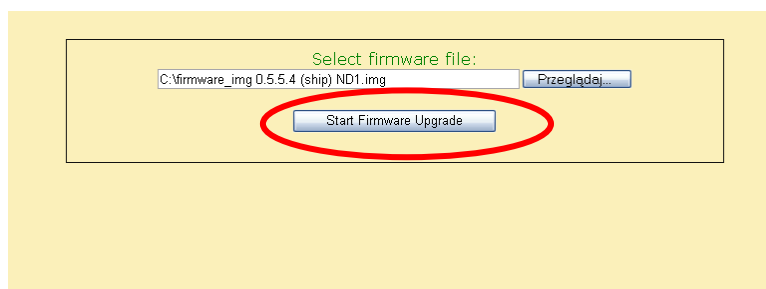 Select firmware file:
C:\firmware_img 0.5.5.4 (ship) ND1.img Przeglądaj...
Start Firmware Upgrade